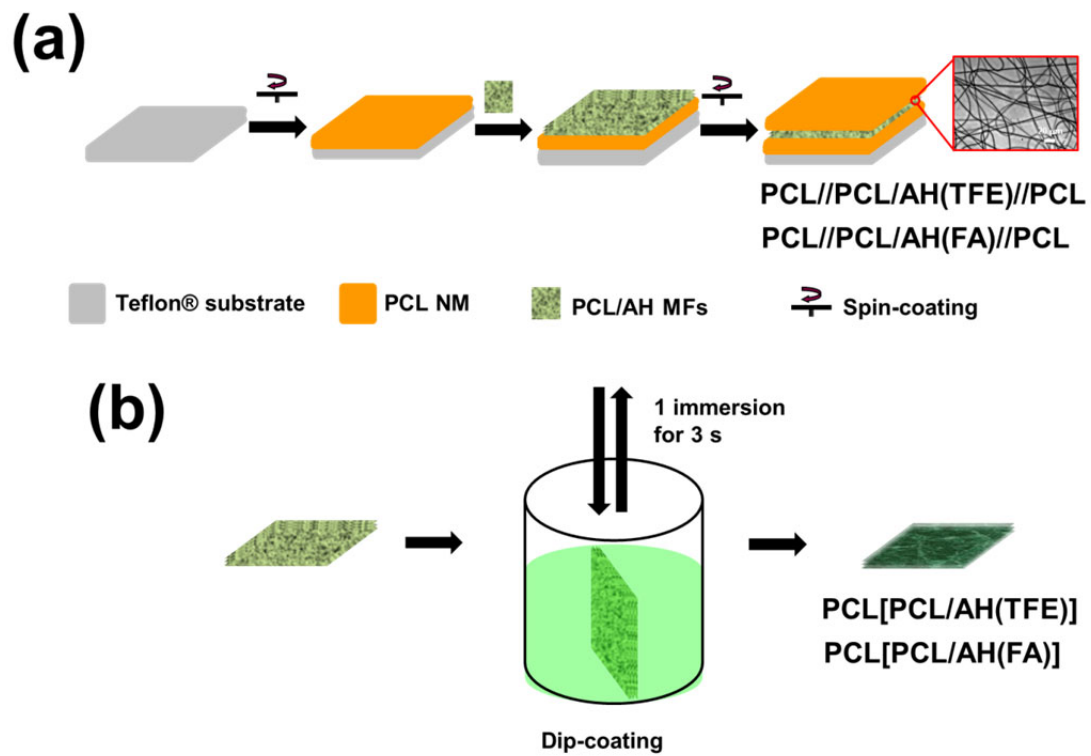 (a)
PCL//PCL/AH(TFE)//PCL
PCL//PCL/AH(FA)//PCL
Teflon® substrate
PCL NM
PCL/AH MFs
Spin-coating
(b)
1 immersion
for 3 s
PCL[PCL/AH(TFE)]
PCL[PCL/AH(FA)]
Dip-coating